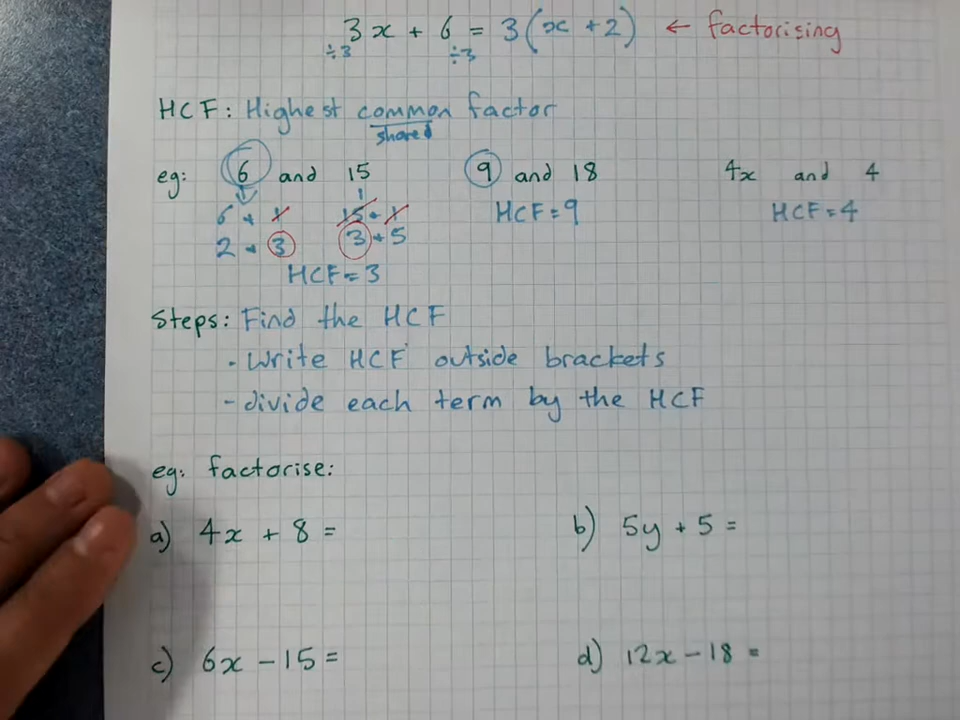 3x + 6 = 3(x + 2) ← factorising
÷3 ÷3
HCF: Highest common factor
shared
eg: 6 and 15 9 and 18 4x and 4
6 * 1 15 * 1 HCF = 9 HCF = 4
2 * 3 3 * 5
HCF = 3
Steps: Find the HCF
- Write HCF outside brackets
- divide each term by the HCF
eg: factorise:
a) 4x + 8 = b) 5y + 5 =
c) 6x - 15 = d) 12x - 18 =